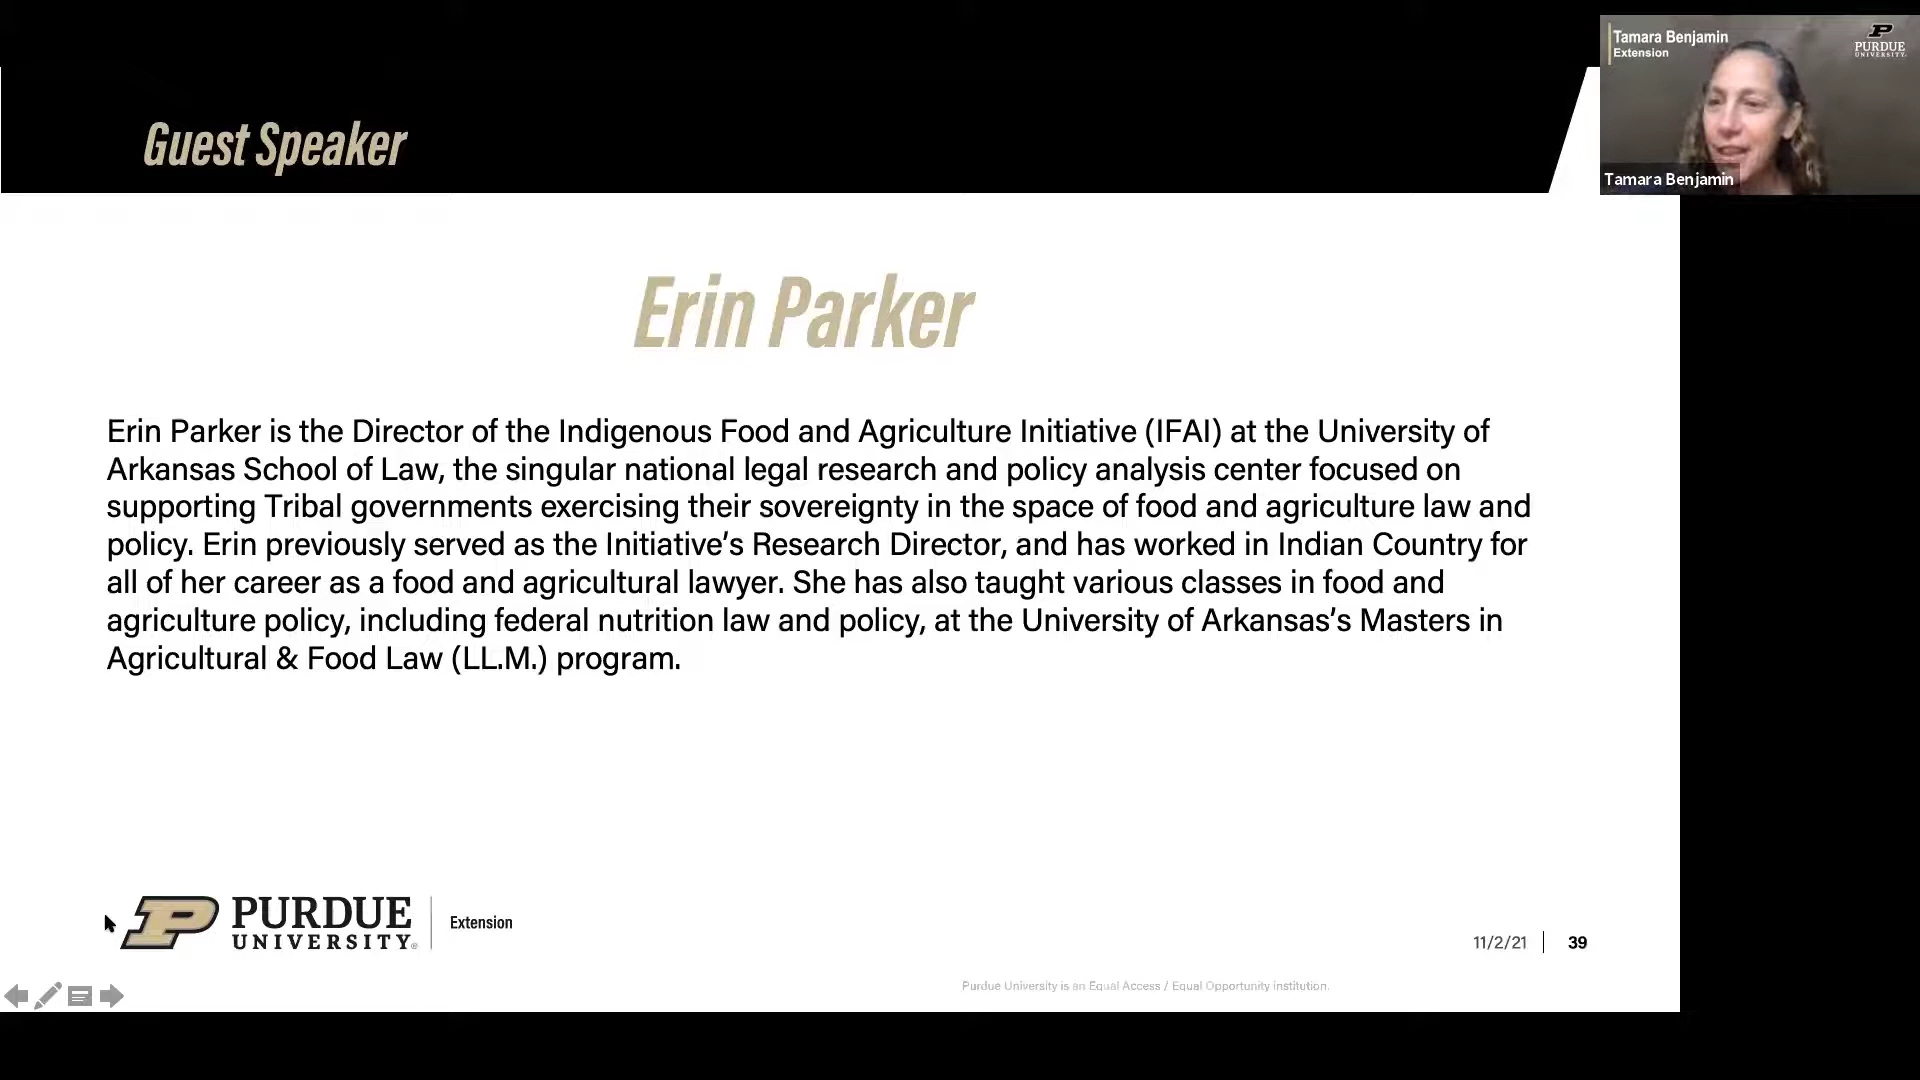 Guest Speaker
Tamara Benjamin
Extension
P
PURDUE
UNIVERSITY.
Tamara Benjamin
Erin Parker
Erin Parker is the Director of the Indigenous Food and Agriculture Initiative (IFAI) at the University of
Arkansas School of Law, the singular national legal research and policy analysis center focused on
supporting Tribal governments exercising their sovereignty in the space of food and agriculture law and
policy. Erin previously served as the Initiative’s Research Director, and has worked in Indian Country for
all of her career as a food and agricultural lawyer. She has also taught various classes in food and
agriculture policy, including federal nutrition law and policy, at the University of Arkansas’s Masters in
Agricultural & Food Law (LL.M.) program.
P
PURDUE
UNIVERSITY®
Extension
11/2/21
39
Purdue University is an Equal Access / Equal Opportunity institution.